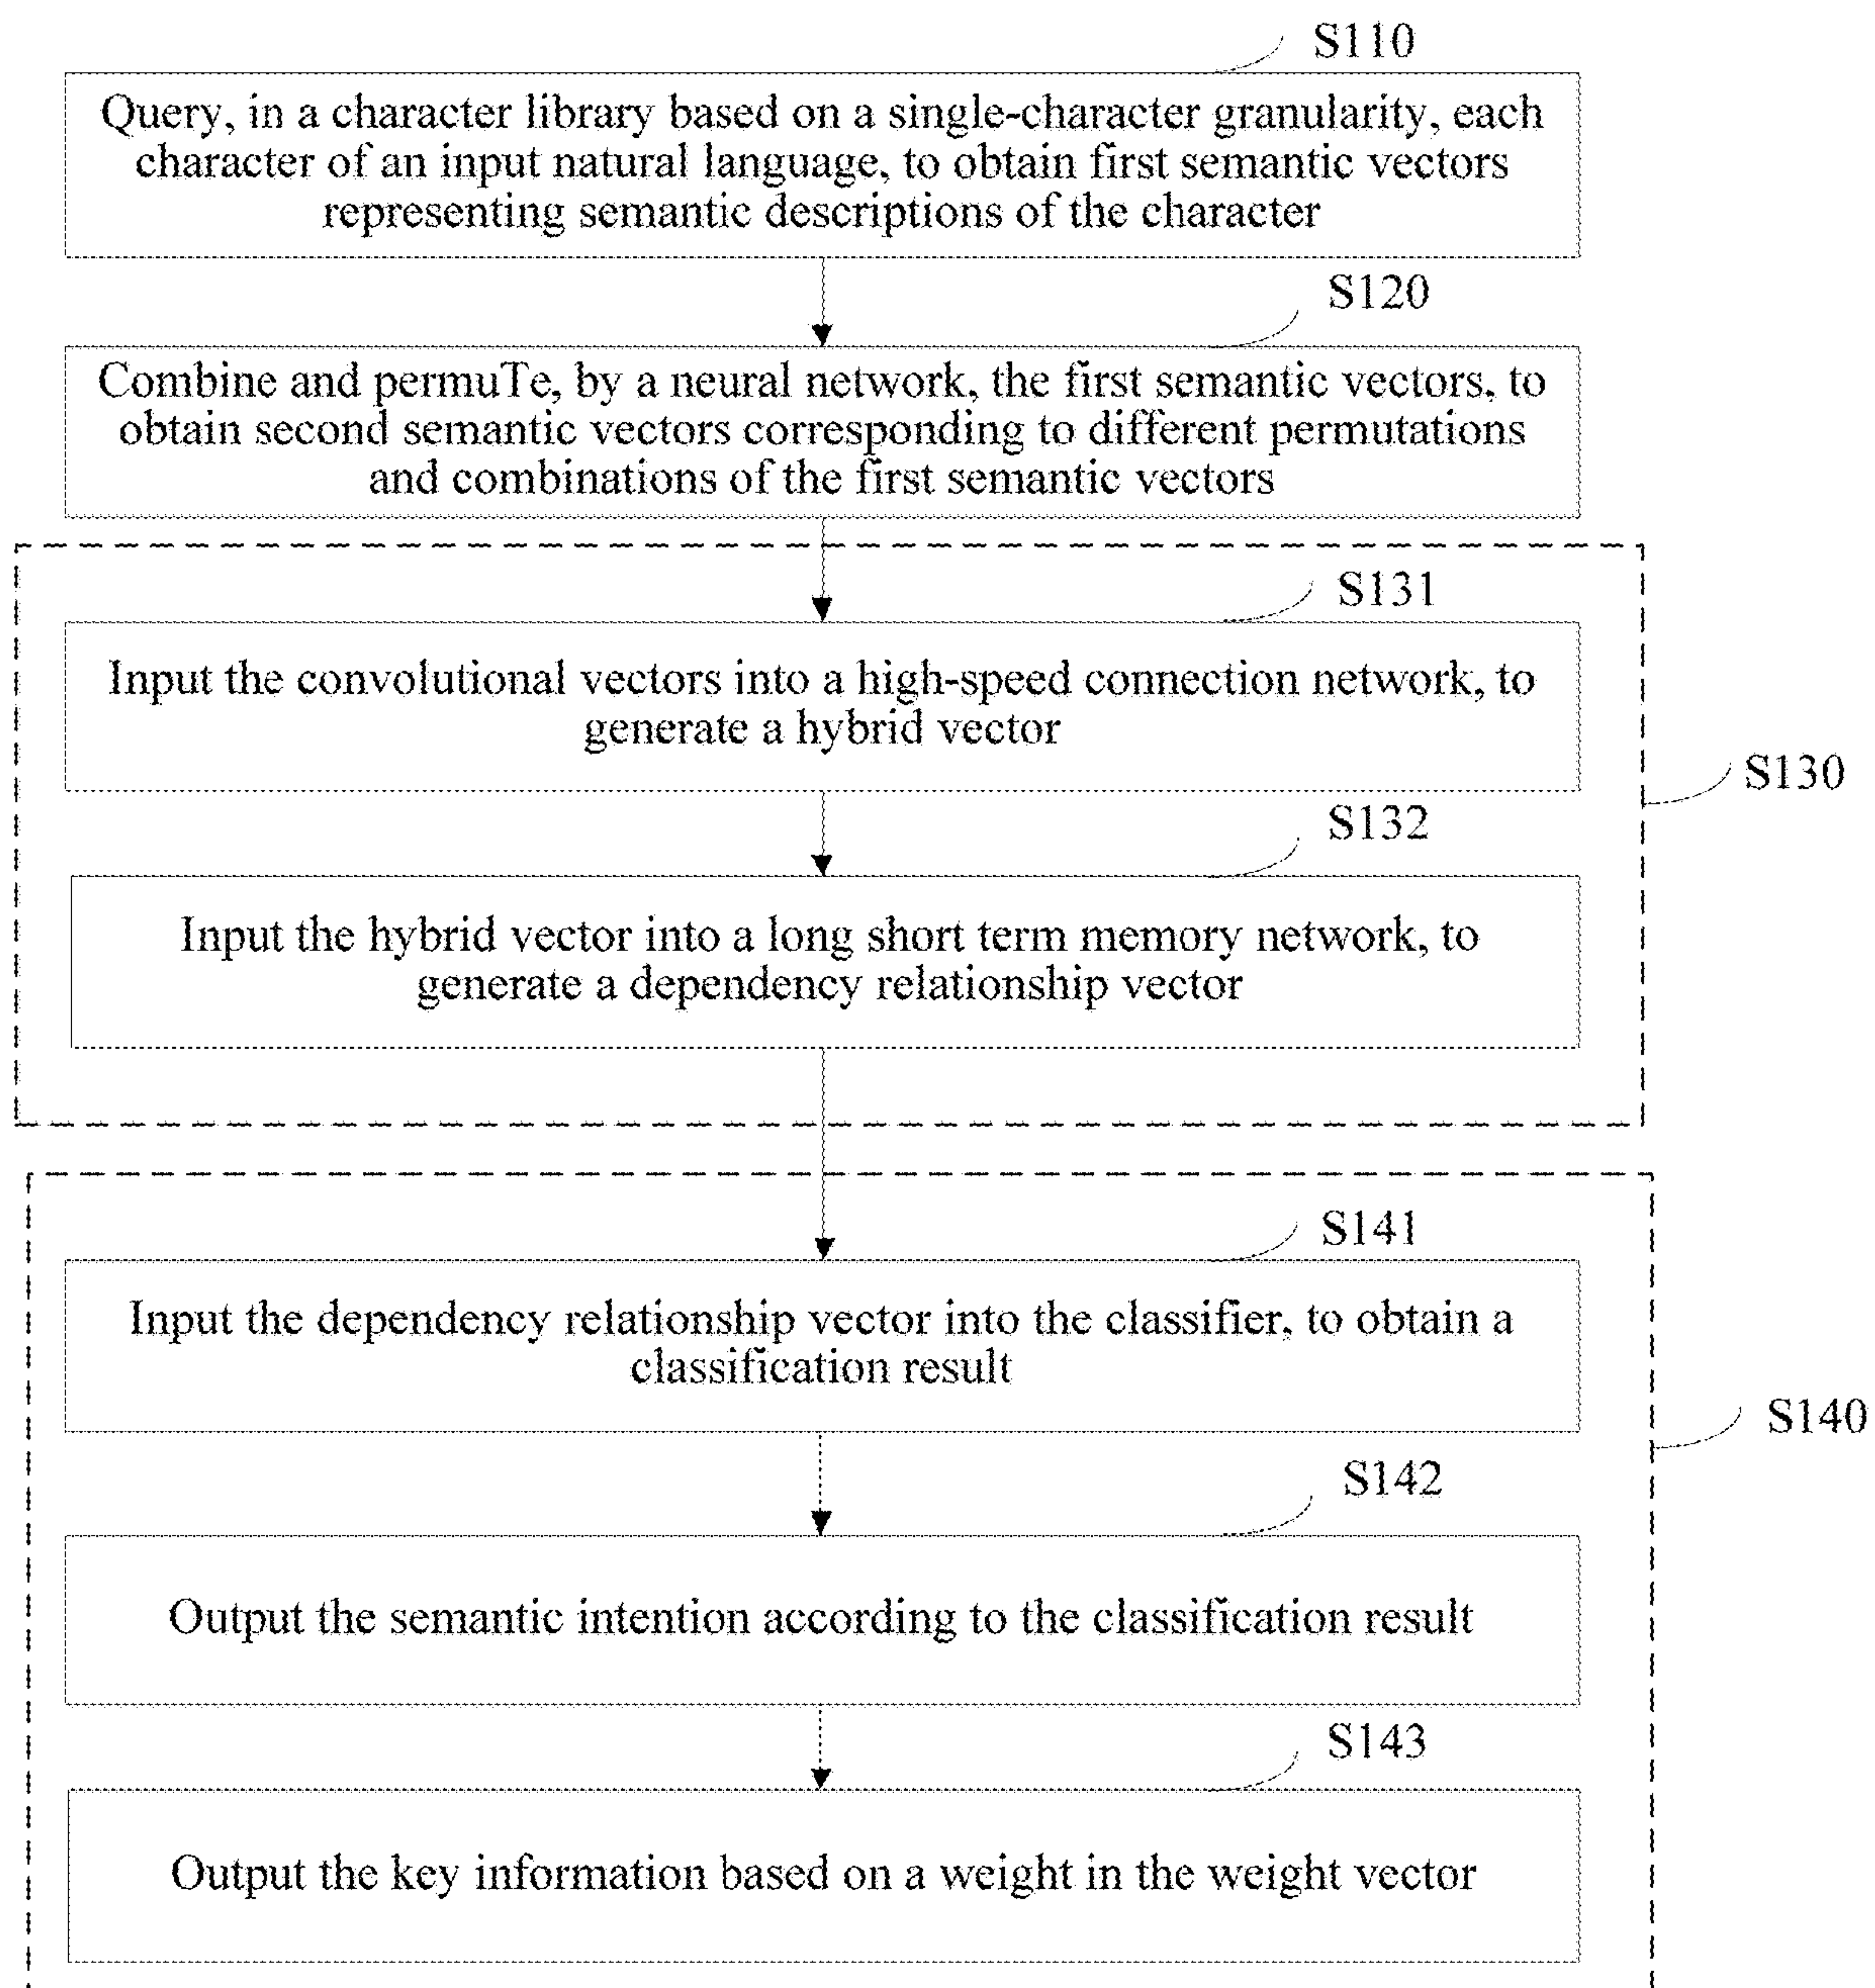 S110
Query, in a character library based on a single-character granularity, each
character of an input natural language, to obtain first semantic vectors
representing semantic descriptions of the character
S120
Combine and permuTe, by a neural network, the first semantic vectors, to
obtain second semantic vectors corresponding to different permutations
and combinations of the first semantic vectors
S131
Input the convolutional vectors into a high-speed connection network, to
generate a hybrid vector
S130
S132
Input the hybrid vector into a long short term memory network, to
generate a dependency relationship vector
S141
Input the dependency relationship vector into the classifier, to obtain a
classification result
S140
S142
Output the semantic intention according to the classification result
S143
Output the key information based on a weight in the weight vector